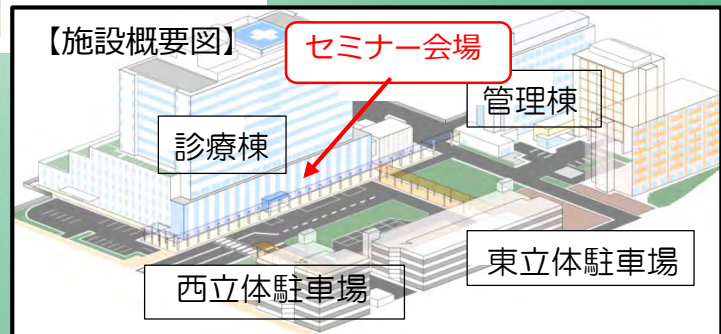 【施設概要図】
セミナー会場
管理棟
診療棟
東立体駐車場
西立体駐車場